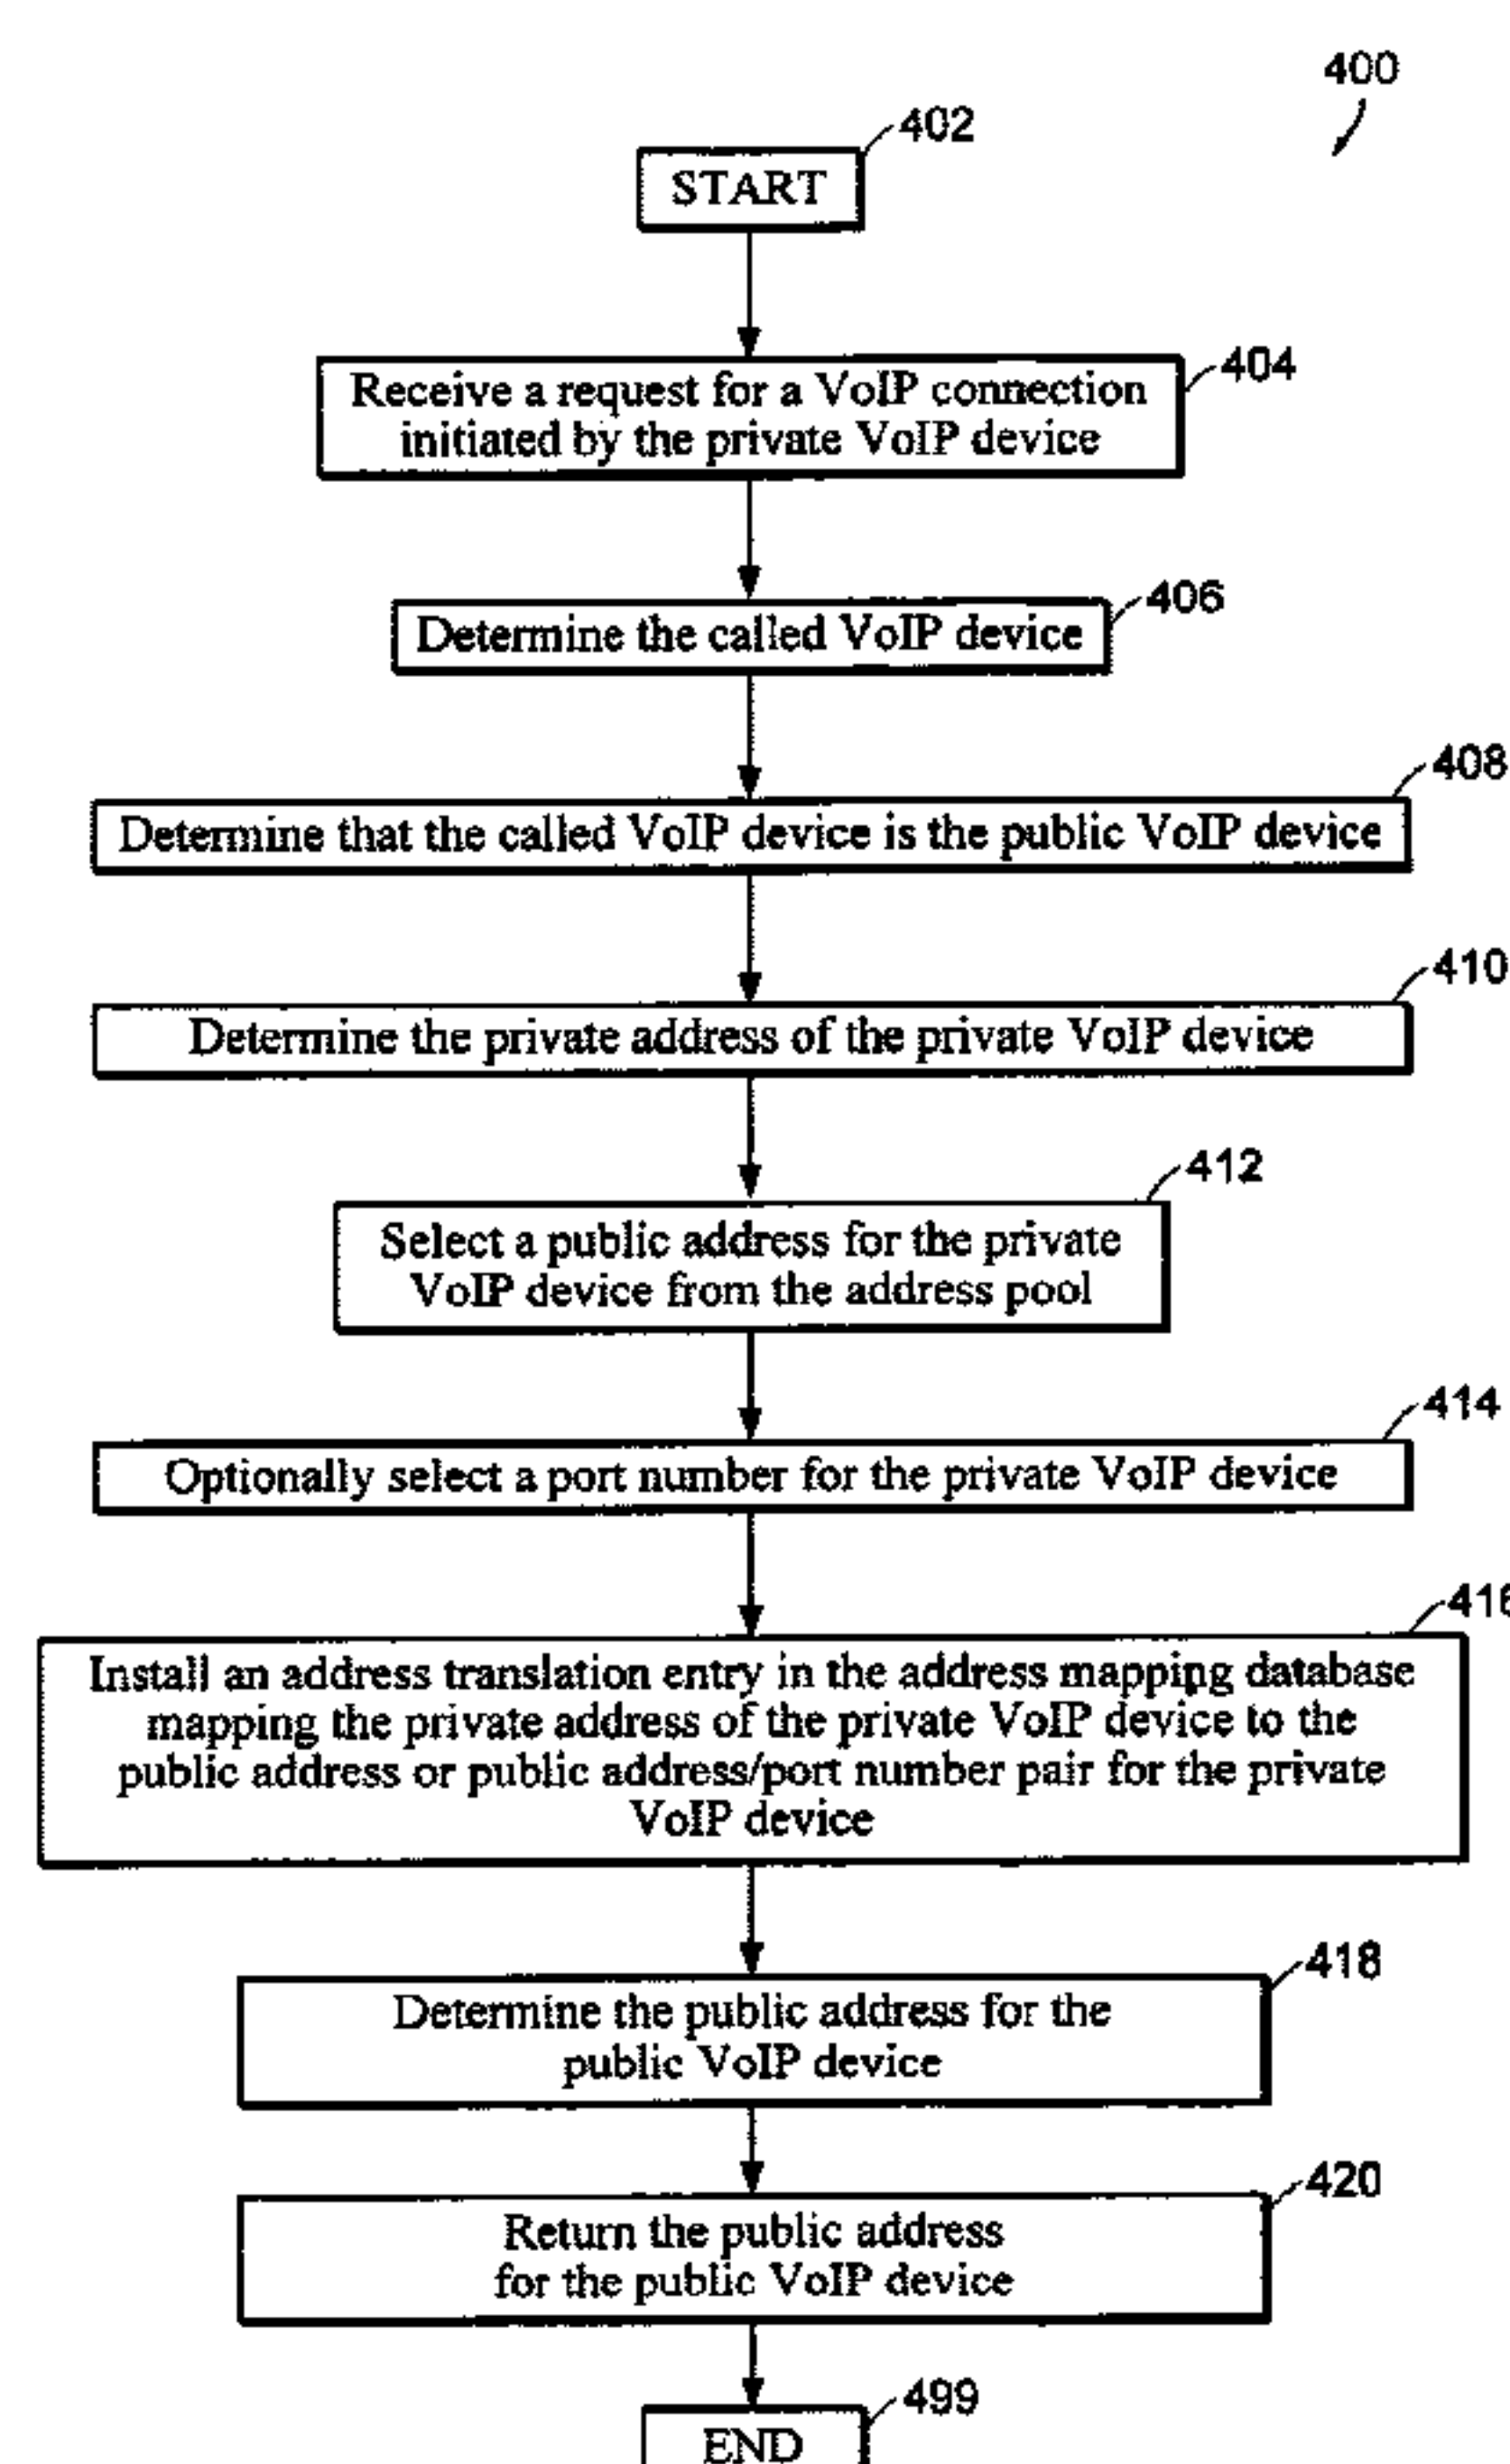 400
402
START
404
Receive a request for a VoIP connection
initiated by the private VoIP device
406
Determine the called VoIP device
408
Determine that the called VoIP device is the public VoIP device
410
Determine the private address of the private VoIP device
412
Select a public address for the private
VoIP device from the address pool
414
Optionally select a port number for the private VoIP device
416
Install an address translation entry in the address mapping database
mapping the private address of the private VoIP device to the
public address or public address/port number pair for the private
VoIP device
418
Determine the public address for the
public VoIP device
420
Return the public address
for the public VoIP device
499
END